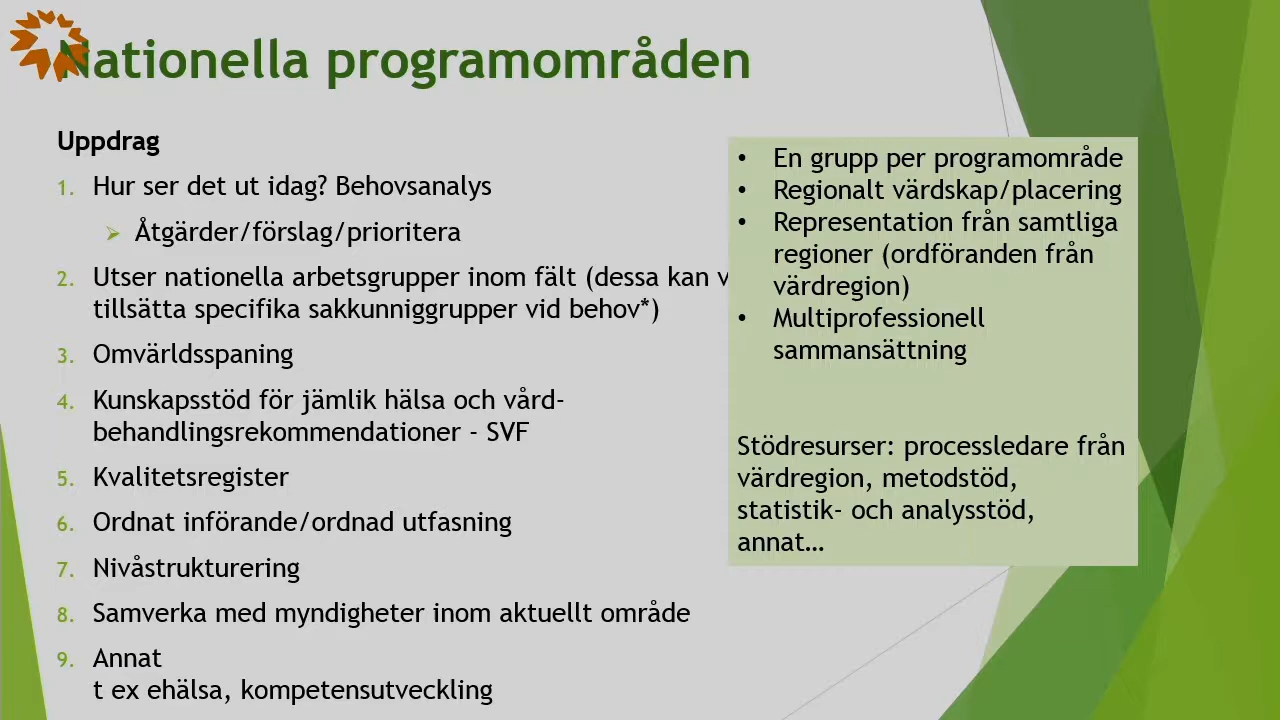 Nationella programområden
Uppdrag
1. Hur ser det ut idag? Behovsanalys
Åtgärder/förslag/prioritera
2. Utser nationella arbetsgrupper inom fält (dessa kan
tillsätta specifika sakkunniggrupper vid behov*)
3. Omvärldsspaning
4. Kunskapsstöd för jämlik hälsa och vård-
behandlingsrekommendationer - SVF
5. Kvalitetsregister
6. Ordnat införande/ordnad utfasning
7. Nivåstrukturering
8. Samverka med myndigheter inom aktuellt område
9. Annat
t ex ehälsa, kompetensutveckling
• En grupp per programområde
• Regionalt värdskap/placering
• Representation från samtliga
regioner (ordföranden från
värdregion)
• Multiprofessionell
sammansättning
Stödresurser: processledare från
värdregion, metodstöd,
statistik- och analysstöd,
annat…